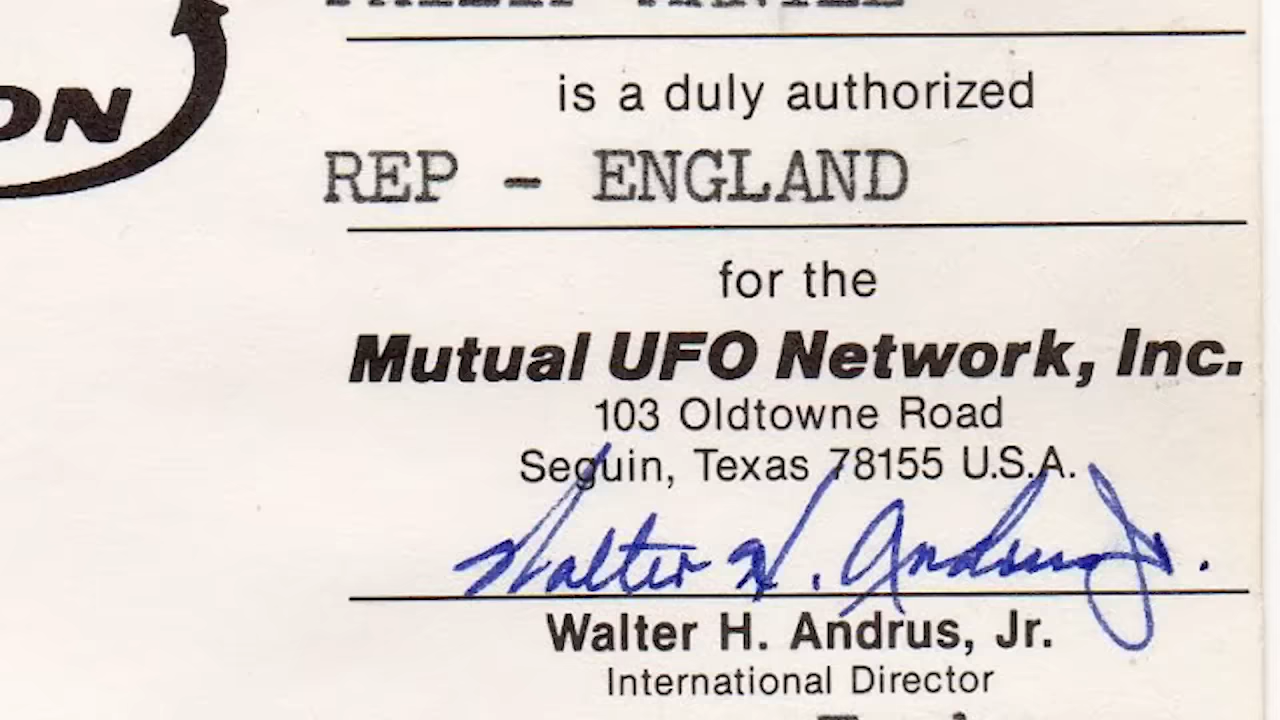 ON
is a duly authorized
REP - ENGLAND
for the
Mutual UFO Network, Inc.
103 Oldtowne Road
Seguin, Texas 78155 U.S.A.
Walter H. Andrus Jr.
Walter H. Andrus, Jr.
International Director